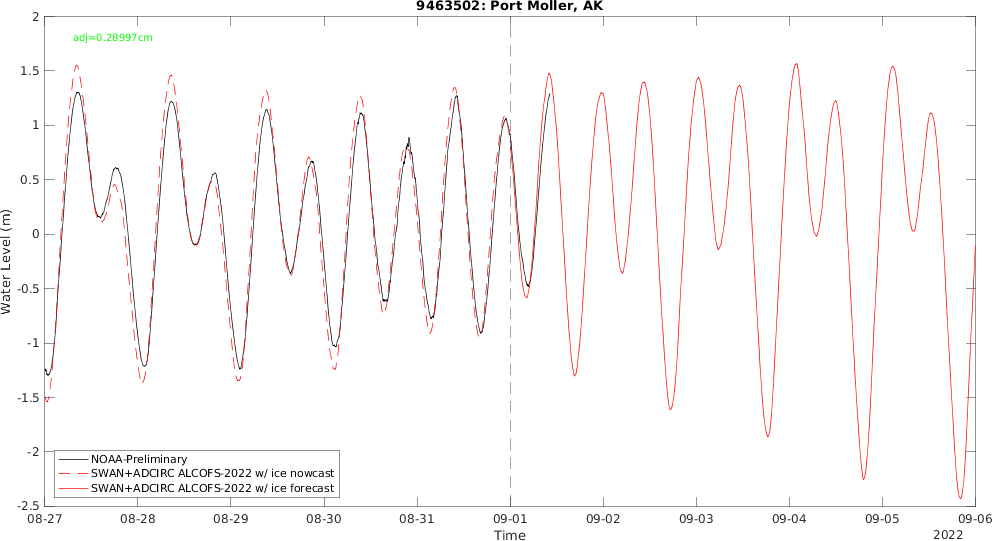 9463502: Port Moller, AK
adj=0.28997cm
2
1.5
1
0.5
0
-0.5
-1
-1.5
-2
-2.5
Water Level (m)
NOAA-Preliminary
SWAN+ADCIRC ALCOFS-2022 w/ ice nowcast
SWAN+ADCIRC ALCOFS-2022 w/ ice forecast
08-27 08-28 08-29 08-30 08-31 09-01 09-02 09-03 09-04 09-05 09-06
Time
2022